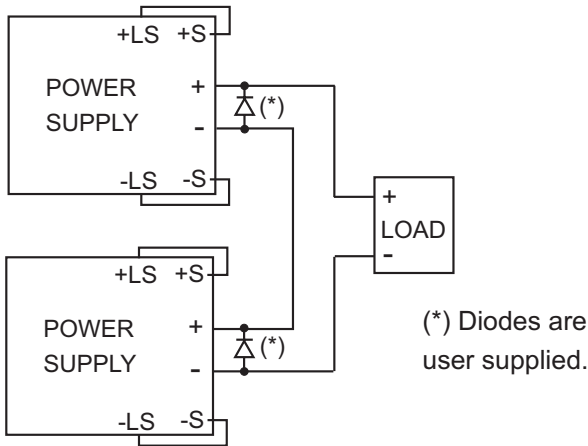 +LS +S
POWER
SUPPLY
+
-
(*)
-LS -S
+
LOAD
-
+LS +S
POWER
SUPPLY
+
-
(*)
-LS -S
(*) Diodes are
user supplied.